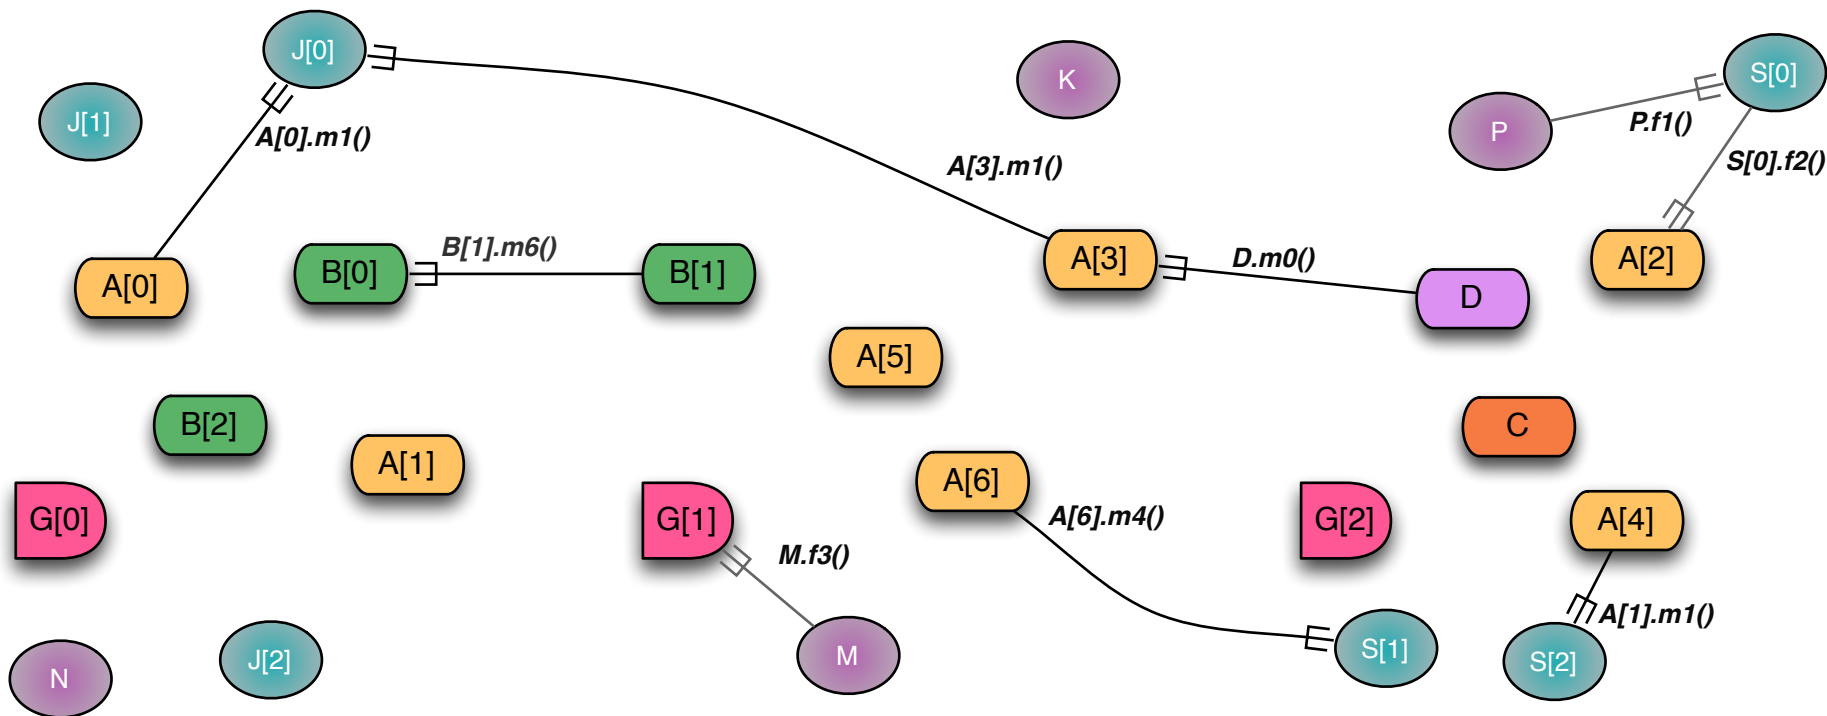 J[0]
K
S[0]
J[1]
P
P.f1()
A[0].m1()
A[3].m1()
S[0].f2()
B[1].m6()
D.m0()
A[0]
B[0]
B[1]
A[3]
A[2]
D
A[5]
B[2]
C
A[1]
A[6]
G[0]
G[1]
A[6].m4()
G[2]
A[4]
M.f3()
A[1].m1()
N
J[2]
M
S[1]
S[2]